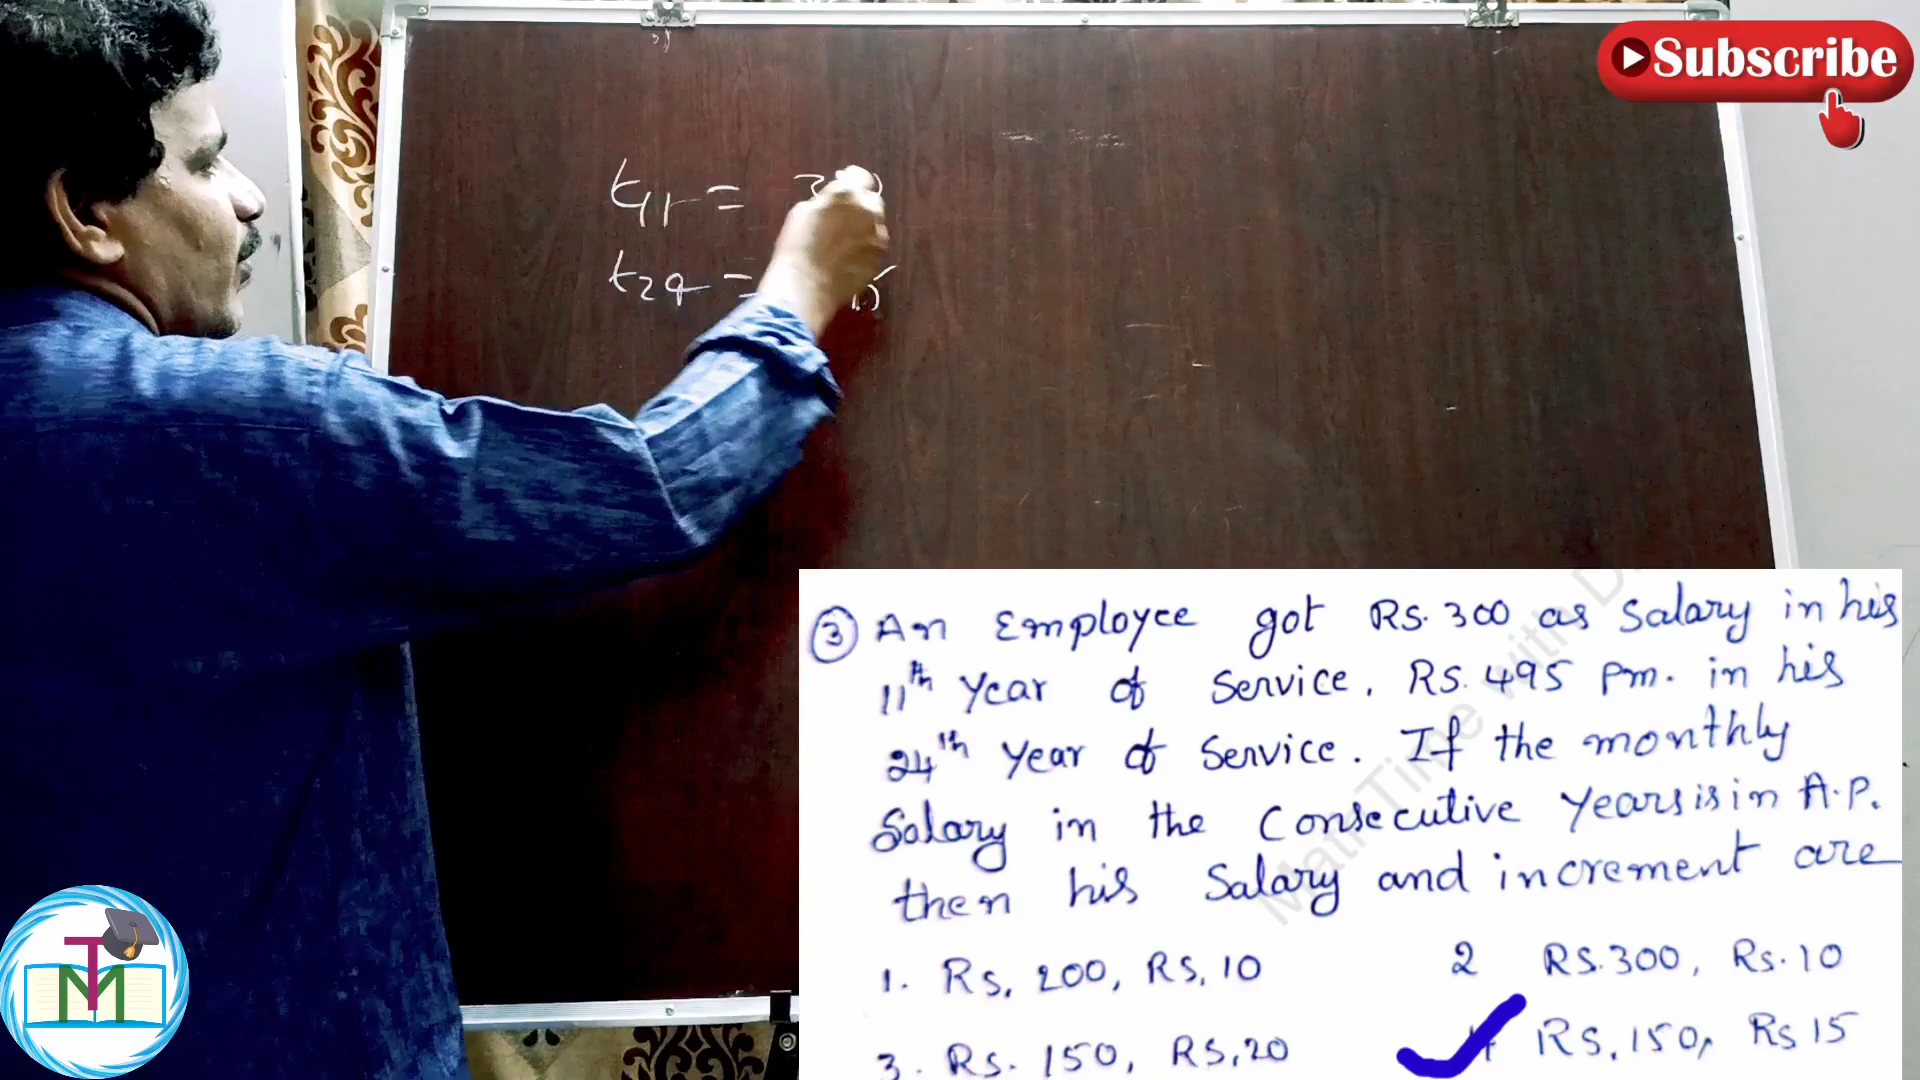 Subscribe
t11 = 300
t24 =
③ An Employee got Rs. 300 as Salary in his
11th Year of Service, Rs. 495 pm. in his
24th Year of Service. If the monthly
Salary in the Consecutive Years is in A.P.
then his Salary and increment are
1. Rs. 200, Rs. 10
2 Rs. 300, Rs. 10
3. Rs. 150, Rs. 20
Rs. 150, Rs 15
TM